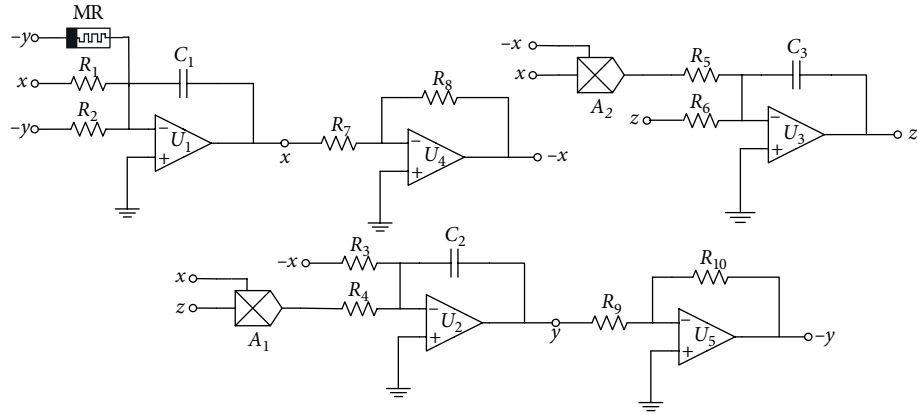 MR
−y
x
R₁
C₁
−y
R₂
−
+
U₁
x
R₇
R₈
−
+
U₄
−x
−x
x
A₂
R₅
C₃
z
R₆
−
+
U₃
z
−x
R₃
C₂
x
z
A₁
R₄
−
+
U₂
y
R₉
R₁₀
−
+
U₅
−y